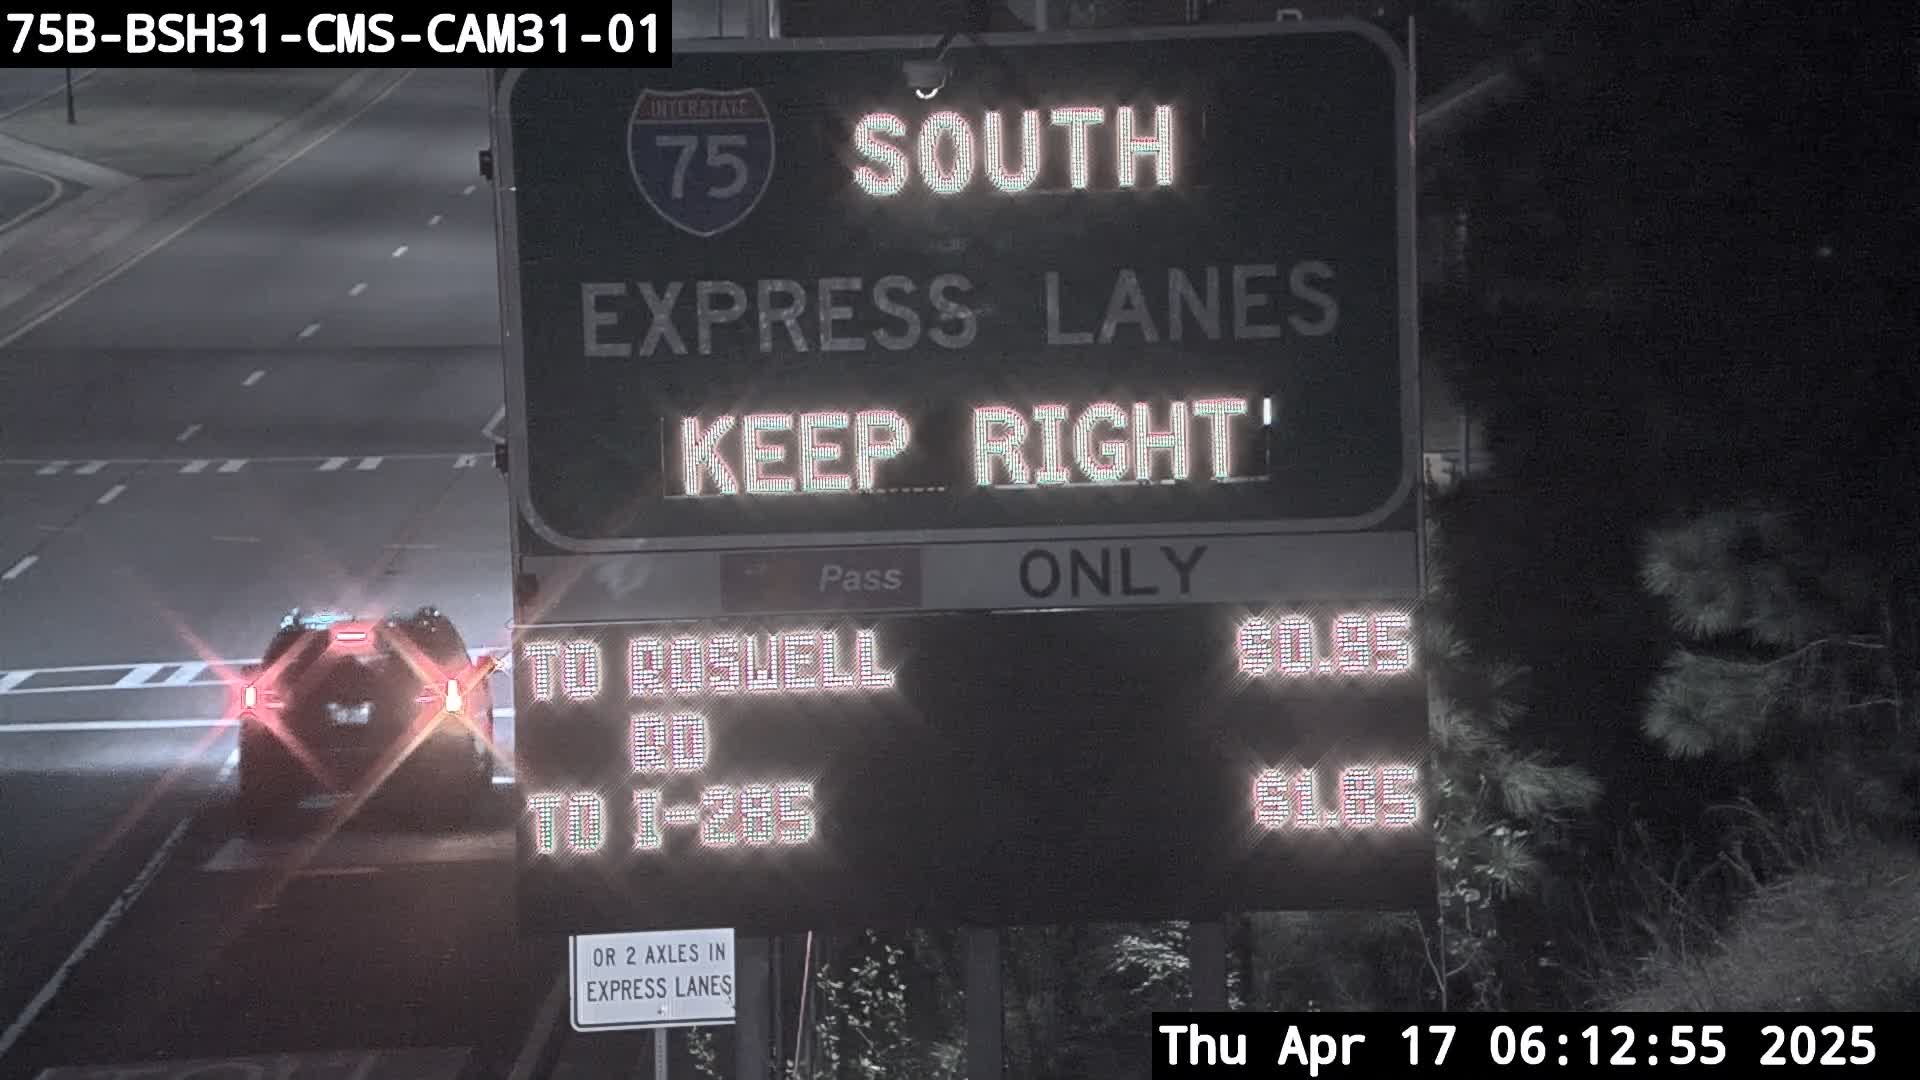 75B-BSH31-CMS-CAM31-01
INTERSTATE
75
SOUTH
EXPRESS LANES
KEEP RIGHT
Pass ONLY
TO ROSWELL $0.95
RD
TO I-285 $1.85
OR 2 AXLES IN
EXPRESS LANES
Thu Apr 17 06:12:55 2025